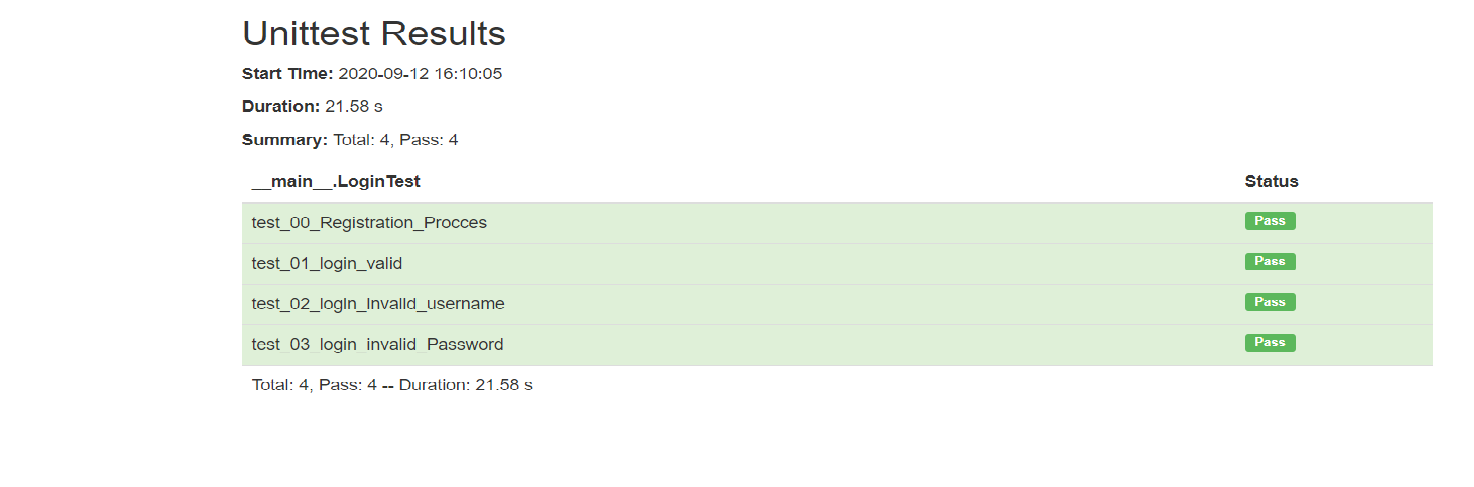 Unittest Results
Start Time: 2020-09-12 16:10:05
Duration: 21.58 s
Summary: Total: 4, Pass: 4
__main__.LoginTest Status
test_00_Registration_Procces Pass
test_01_login_valid Pass
test_02_login_invalid_username Pass
test_03_login_invalid_Password Pass
Total: 4, Pass: 4 -- Duration: 21.58 s